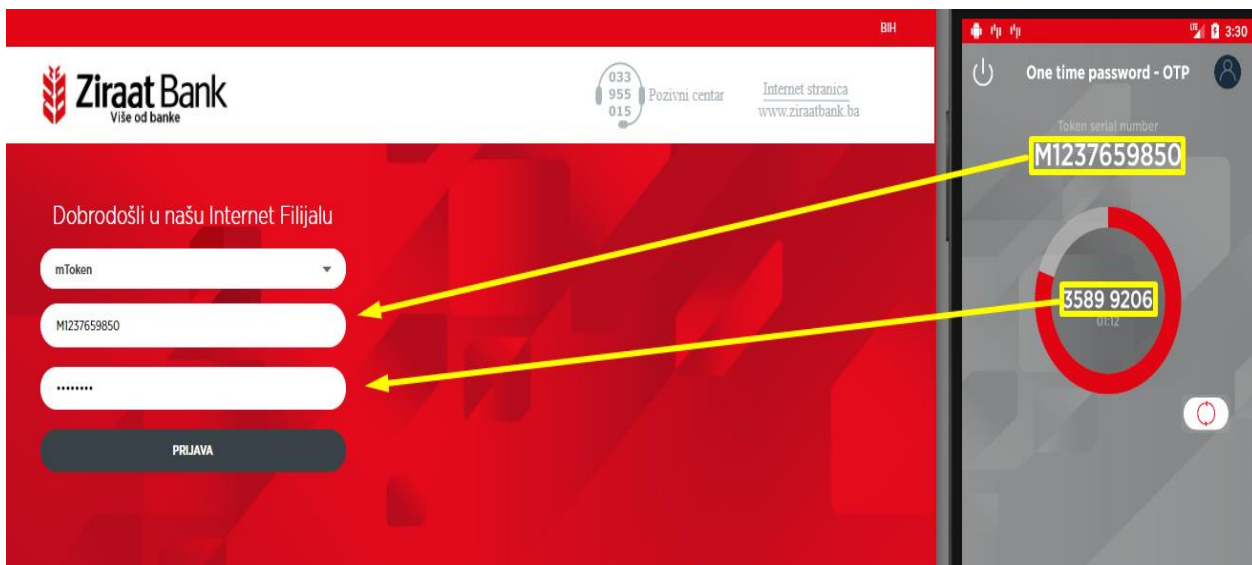 BIH
Ziraat Bank
Više od banke
033
955
015
Pozivni centar
Internet stranica
www.ziraatbank.ba
Dobrodošli u našu Internet Filijalu
mToken
M1237659850
••••••••
PRIJAVA
LTE
3:30
One time password - OTP
Token serial number
M1237659850
3589 9206
01:12